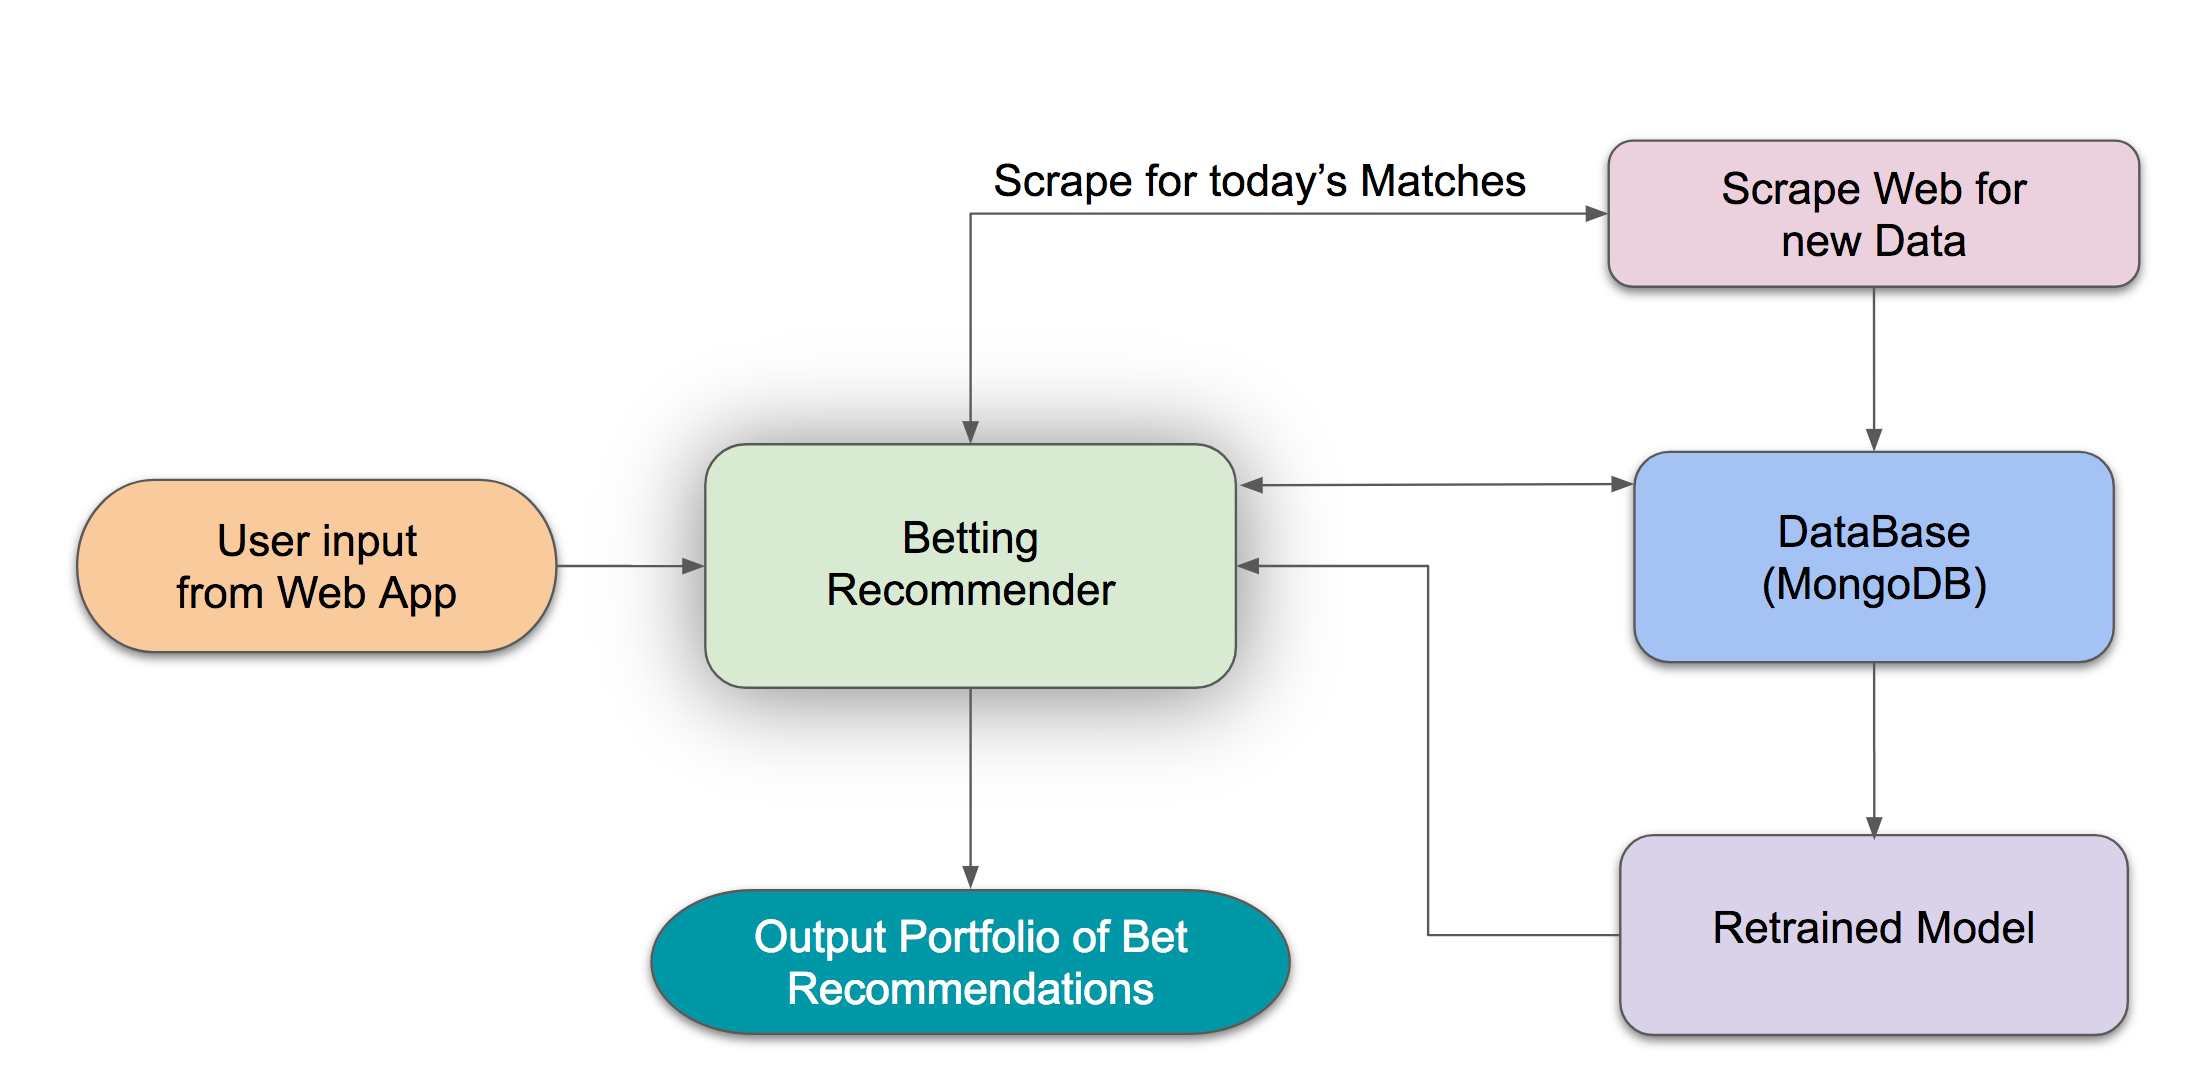 Scrape for today’s Matches
Scrape Web for
new Data
User input
from Web App
Betting
Recommender
DataBase
(MongoDB)
Output Portfolio of Bet
Recommendations
Retrained Model